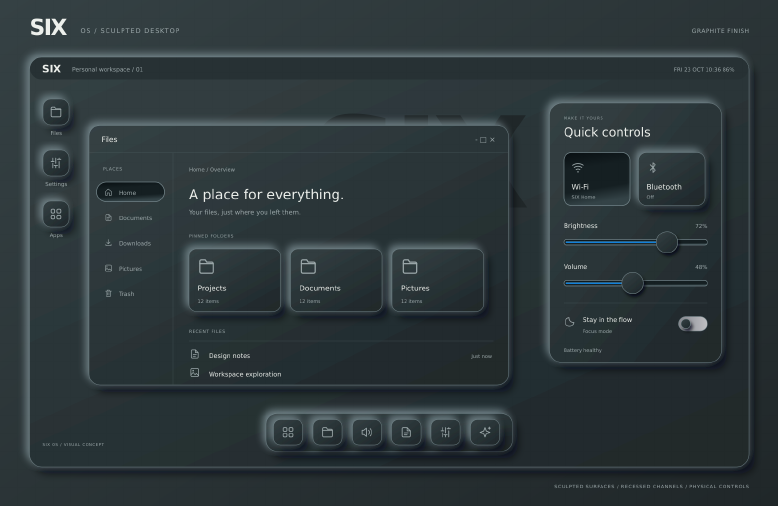 SIX OS / SCULPTED DESKTOP
GRAPHITE FINISH
SIX Personal workspace / 01
FRI 23 OCT 10:36 86%
Files
Settings
Apps
Files
PLACES
Home
Documents
Downloads
Pictures
Trash
Home / Overview
A place for everything.
Your files, just where you left them.
PINNED FOLDERS
Projects
12 items
Documents
12 items
Pictures
12 items
RECENT FILES
Design notes
Just now
Workspace exploration
MAKE IT YOURS
Quick controls
Wi-Fi
SIX Home
Bluetooth
Off
Brightness
72%
Volume
48%
Stay in the flow
Focus mode
Battery healthy
SIX OS / VISUAL CONCEPT
SCULPTED SURFACES / RECESSED CHANNELS / PHYSICAL CONTROLS